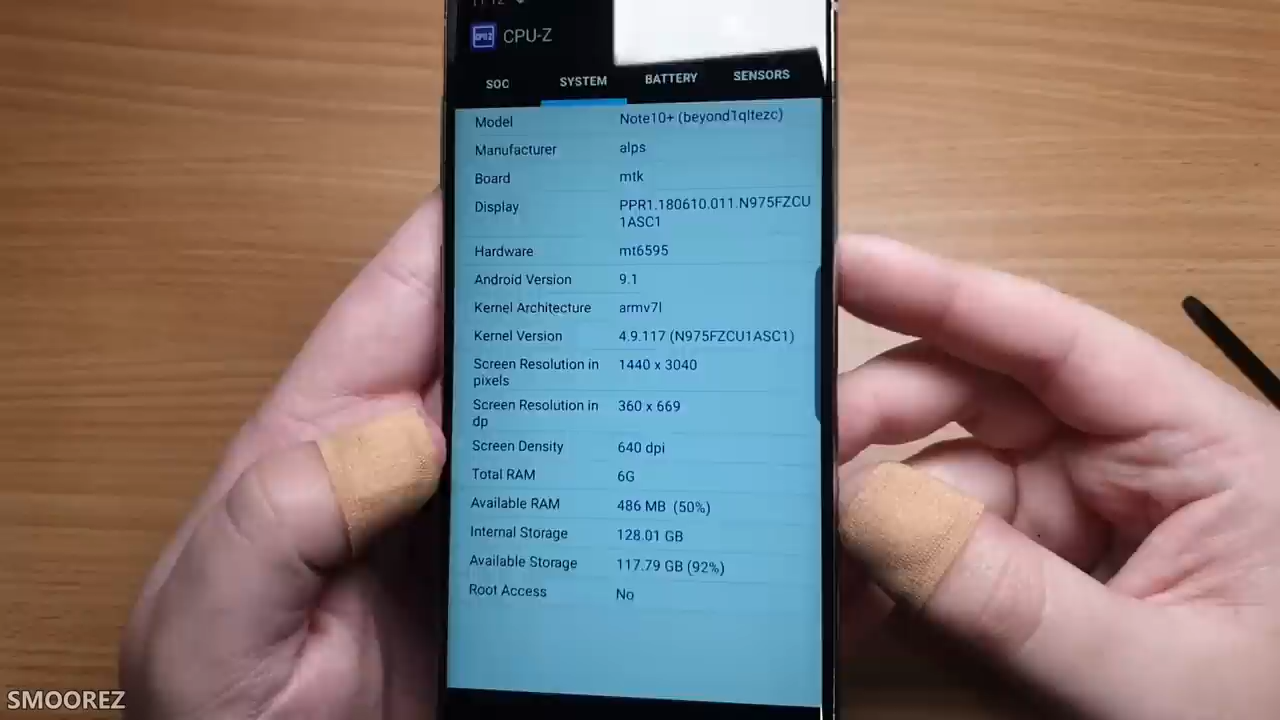 CPU Z CPU-Z
SOC SYSTEM BATTERY SENSORS
Model Note10+ (beyond1qltezc)
Manufacturer alps
Board mtk
Display PPR1.180610.011.N975FZCU
1ASC1
Hardware mt6595
Android Version 9.1
Kernel Architecture armv7l
Kernel Version 4.9.117 (N975FZCU1ASC1)
Screen Resolution in 1440 x 3040
pixels
Screen Resolution in 360 x 669
dp
Screen Density 640 dpi
Total RAM 6G
Available RAM 486 MB (50%)
Internal Storage 128.01 GB
Available Storage 117.79 GB (92%)
Root Access No
SMOOREZ